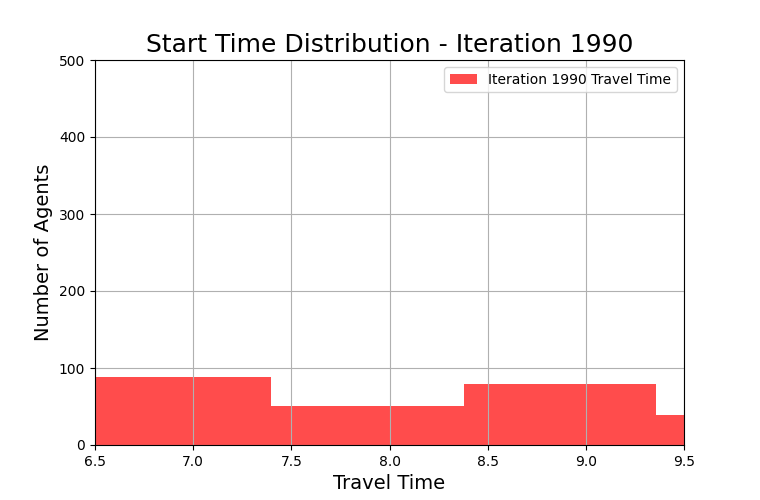 Start Time Distribution - Iteration 1990
Iteration 1990 Travel Time
Number of Agents
500
400
300
200
100
0
6.5 7.0 7.5 8.0 8.5 9.0 9.5
Travel Time